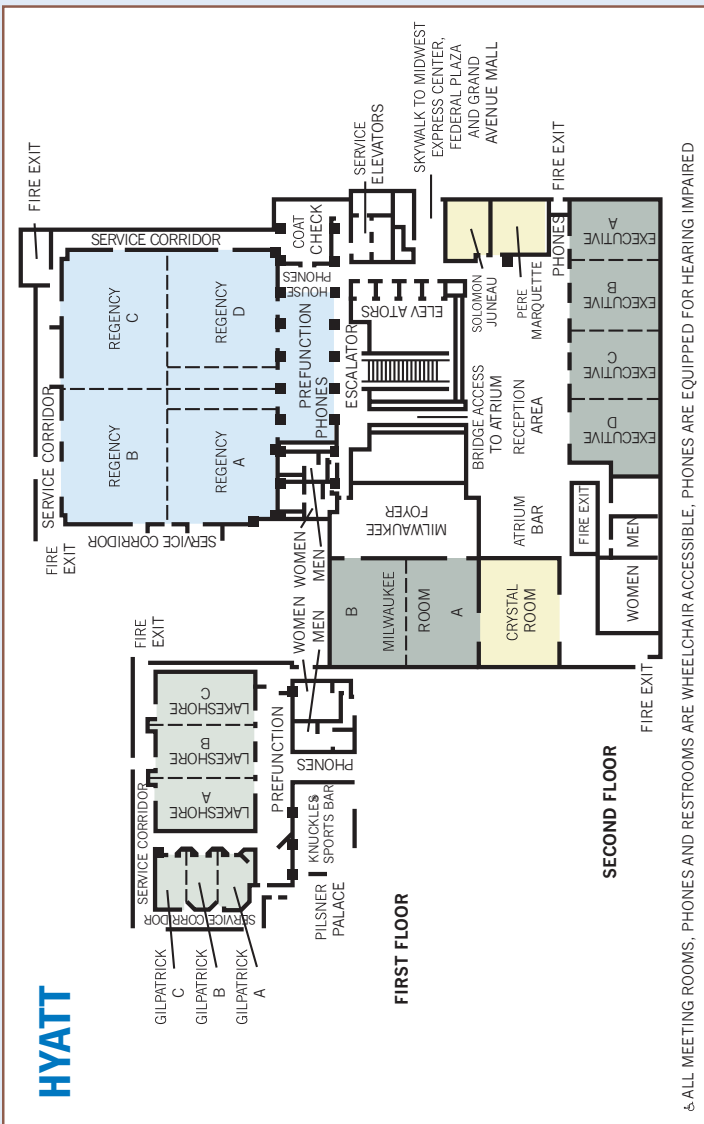 HYATT
GILPATRICK
C
GILPATRICK
B
GILPATRICK
A
SERVICE CORRIDOR
SERVICE CORRIDOR
LAKESHORE
A
LAKESHORE
B
LAKESHORE
C
FIRE
EXIT
PREFUNCTION
WOMEN
MEN
PHONES
KNUCKLES
SPORTS BAR
PILSNER
PALACE
FIRST FLOOR
FIRE
EXIT
SERVICE CORRIDOR
SERVICE CORRIDOR
SERVICE CORRIDOR
FIRE EXIT
REGENCY
B
REGENCY
C
REGENCY
A
REGENCY
D
WOMEN
MEN
PREFUNCTION
PHONES
HOUSE
PHONES
COAT
CHECK
ESCALATOR
ELEVATORS
SERVICE
ELEVATORS
SKYWALK TO MIDWEST
EXPRESS CENTER,
FEDERAL PLAZA
AND GRAND
AVENUE MALL
MILWAUKEE
FOYER
B
MILWAUKEE
ROOM
A
CRYSTAL
ROOM
BRIDGE ACCESS
TO ATRIUM
RECEPTION
AREA
ATRIUM
BAR
SOLOMON
JUNEAU
PERE
MARQUETTE
PHONES
FIRE EXIT
FIRE EXIT
EXECUTIVE
D
EXECUTIVE
C
EXECUTIVE
B
EXECUTIVE
A
WOMEN
MEN
FIRE EXIT
SECOND FLOOR
♿ ALL MEETING ROOMS, PHONES AND RESTROOMS ARE WHEELCHAIR ACCESSIBLE, PHONES ARE EQUIPPED FOR HEARING IMPAIRED